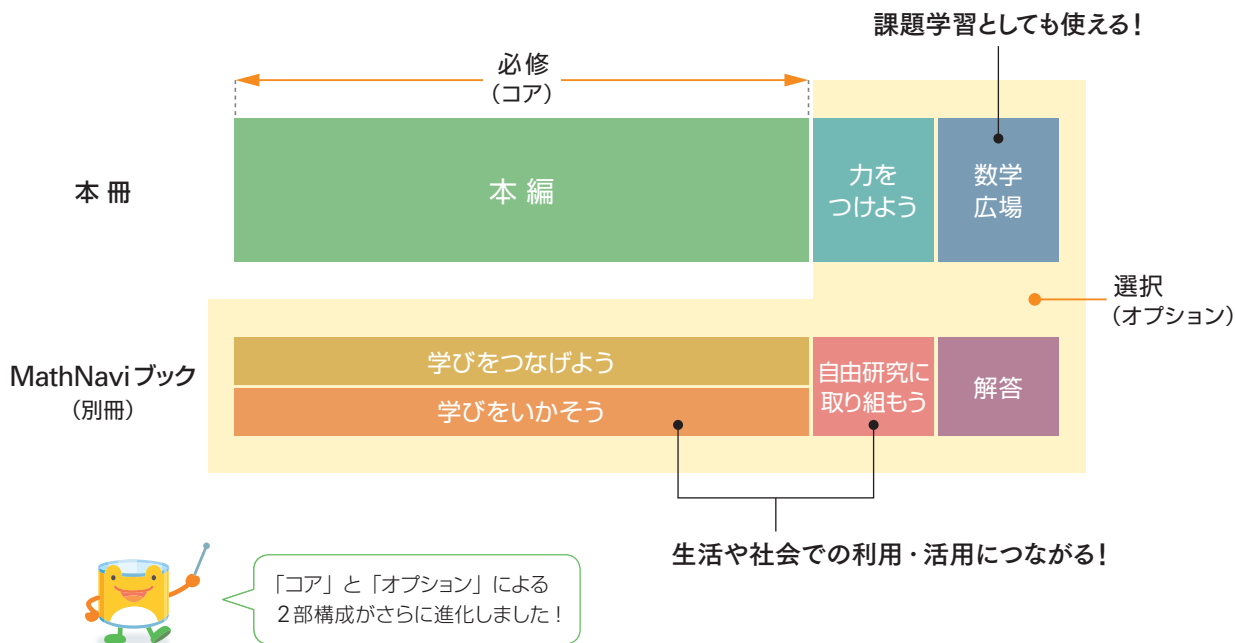 課題学習としても使える！
必修
（コア）
本冊
本編
力を
つけよう
数学
広場
選択
（オプション）
MathNaviブック
（別冊）
学びをつなげよう
学びをいかそう
自由研究に
取り組もう
解答
生活や社会での利用・活用につながる！
「コア」と「オプション」による
2部構成がさらに進化しました！